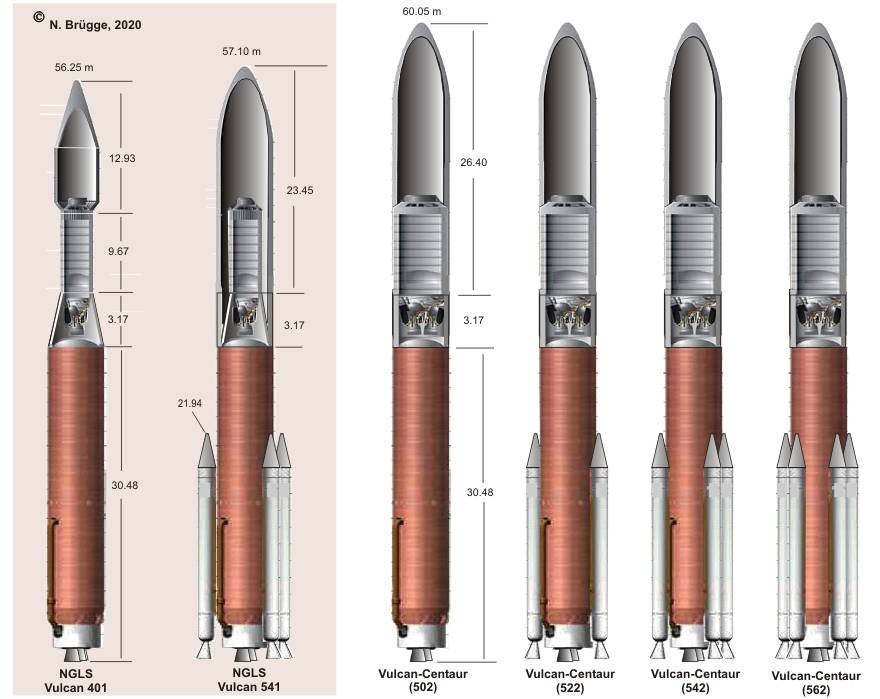 © N. Brügge, 2020
56.25 m
57.10 m
60.05 m
12.93
9.67
3.17
30.48
23.45
3.17
21.94
26.40
3.17
30.48
NGLS
Vulcan 401
NGLS
Vulcan 541
Vulcan-Centaur
(502)
Vulcan-Centaur
(522)
Vulcan-Centaur
(542)
Vulcan-Centaur
(562)